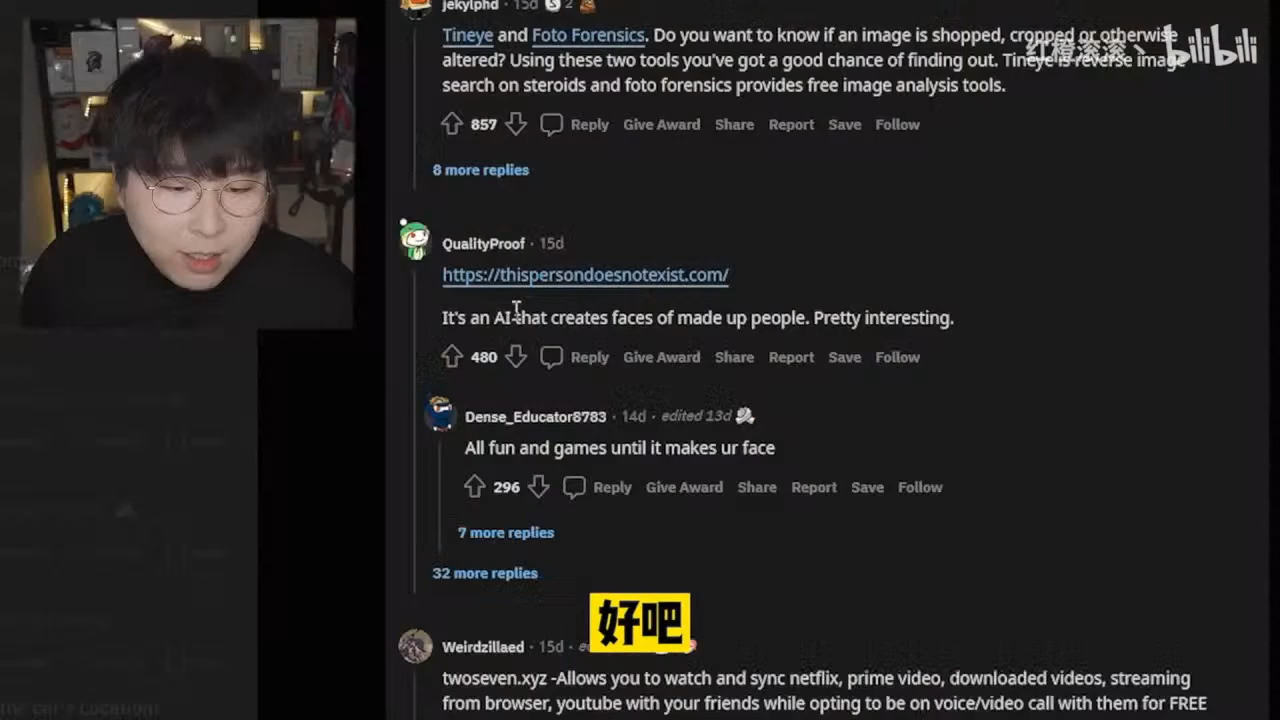 jekylphd · 15d 2
红橙滚滚丶 bilibili
Tineye and Foto Forensics. Do you want to know if an image is shopped, cropped or otherwise
altered? Using these two tools you've got a good chance of finding out. Tineye is reverse image
search on steroids and foto forensics provides free image analysis tools.
857 Reply Give Award Share Report Save Follow
8 more replies
QualityProof · 15d
https://thispersondoesnotexist.com/
It's an AI that creates faces of made up people. Pretty interesting.
480 Reply Give Award Share Report Save Follow
Dense_Educator8783 · 14d · edited 13d
All fun and games until it makes ur face
296 Reply Give Award Share Report Save Follow
7 more replies
32 more replies
好吧
Weirdzillaed · 15d ·
twoseven.xyz -Allows you to watch and sync netflix, prime video, downloaded videos, streaming
from browser, youtube with your friends while opting to be on voice/video call with them for FREE